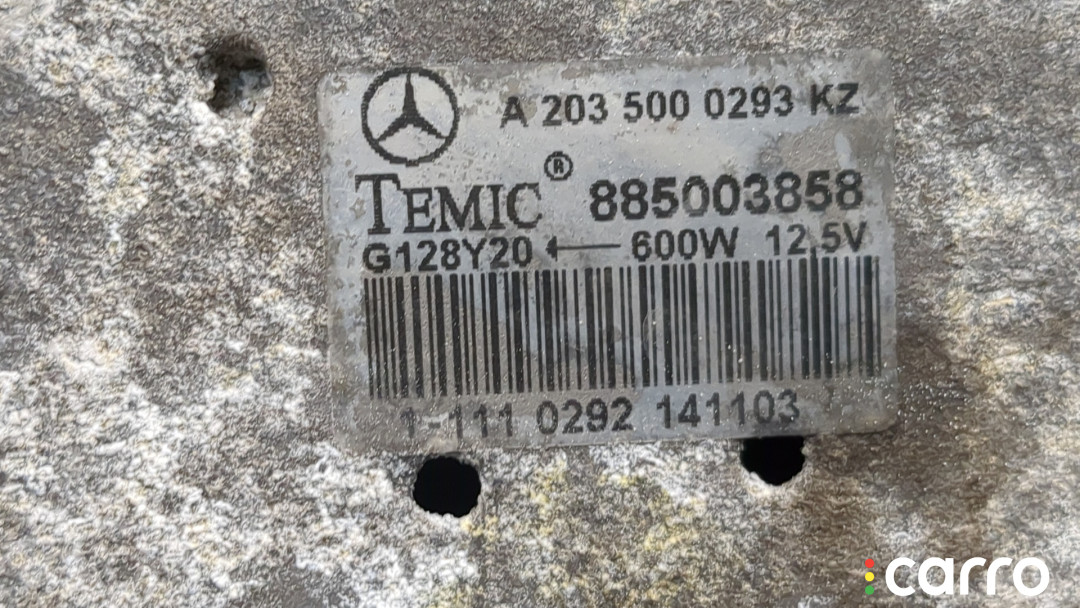 A 203 500 0293 KZ
TEMIC® 885003858
G128Y20 ← 600W 12,5V
1-111 0292 141103
carro